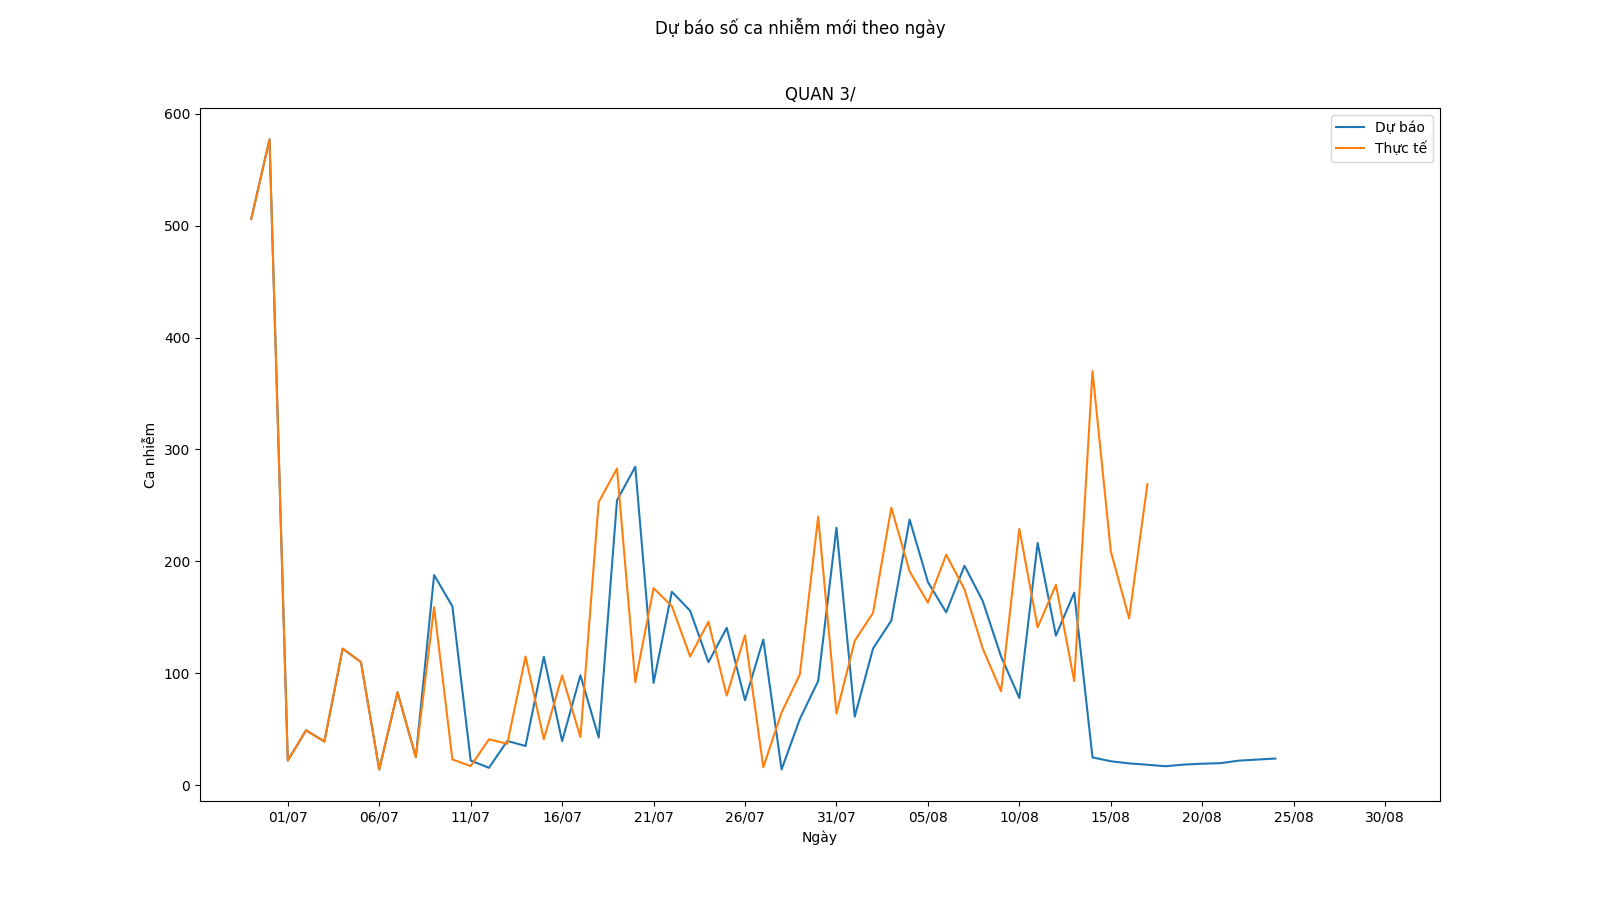 Dự báo số ca nhiễm mới theo ngày
QUAN 3/
Dự báo
Thực tế
600
500
400
300
200
100
0
Ca nhiễm
01/07 06/07 11/07 16/07 21/07 26/07 31/07 05/08 10/08 15/08 20/08 25/08 30/08
Ngày